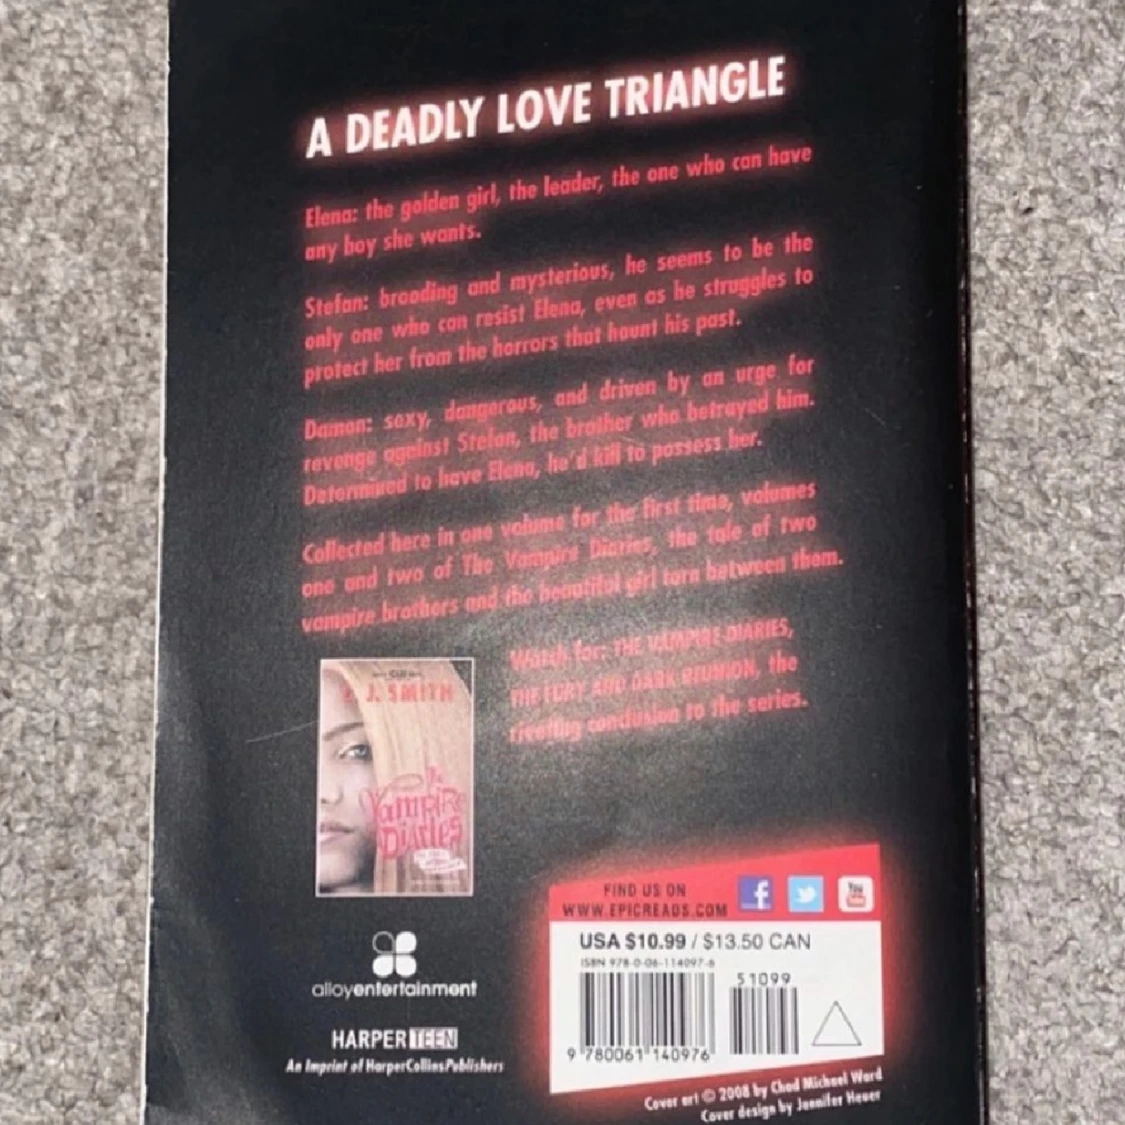 A DEADLY LOVE TRIANGLE
Elena: the golden girl, the leader, the one who can have
any boy she wants.
Stefan: brooding and mysterious, he seems to be the
only one who can resist Elena, even as he struggles to
protect her from the horrors that haunt his past.
Damon: sexy, dangerous, and driven by an urge for
revenge against Stefan, the brother who betrayed him.
Determined to have Elena, he'd kill to possess her.
Collected here in one volume for the first time, volumes
one and two of The Vampire Diaries, the tale of two
vampire brothers and the beautiful girl torn between them.
Watch for: THE VAMPIRE DIARIES,
THE FURY AND DARK REUNION, the
riveting conclusion to the series.
J. SMITH
The
Vampire
Diaries
alloyentertainment
HARPER TEEN
An Imprint of HarperCollinsPublishers
FIND US ON
WWW.EPICREADS.COM
f
You
USA $10.99 / $13.50 CAN
ISBN 978-0-06-114097-6
51099
9 780061 140976
Cover art © 2008 by Chad Michael Ward
Cover design by Jennifer Heuer